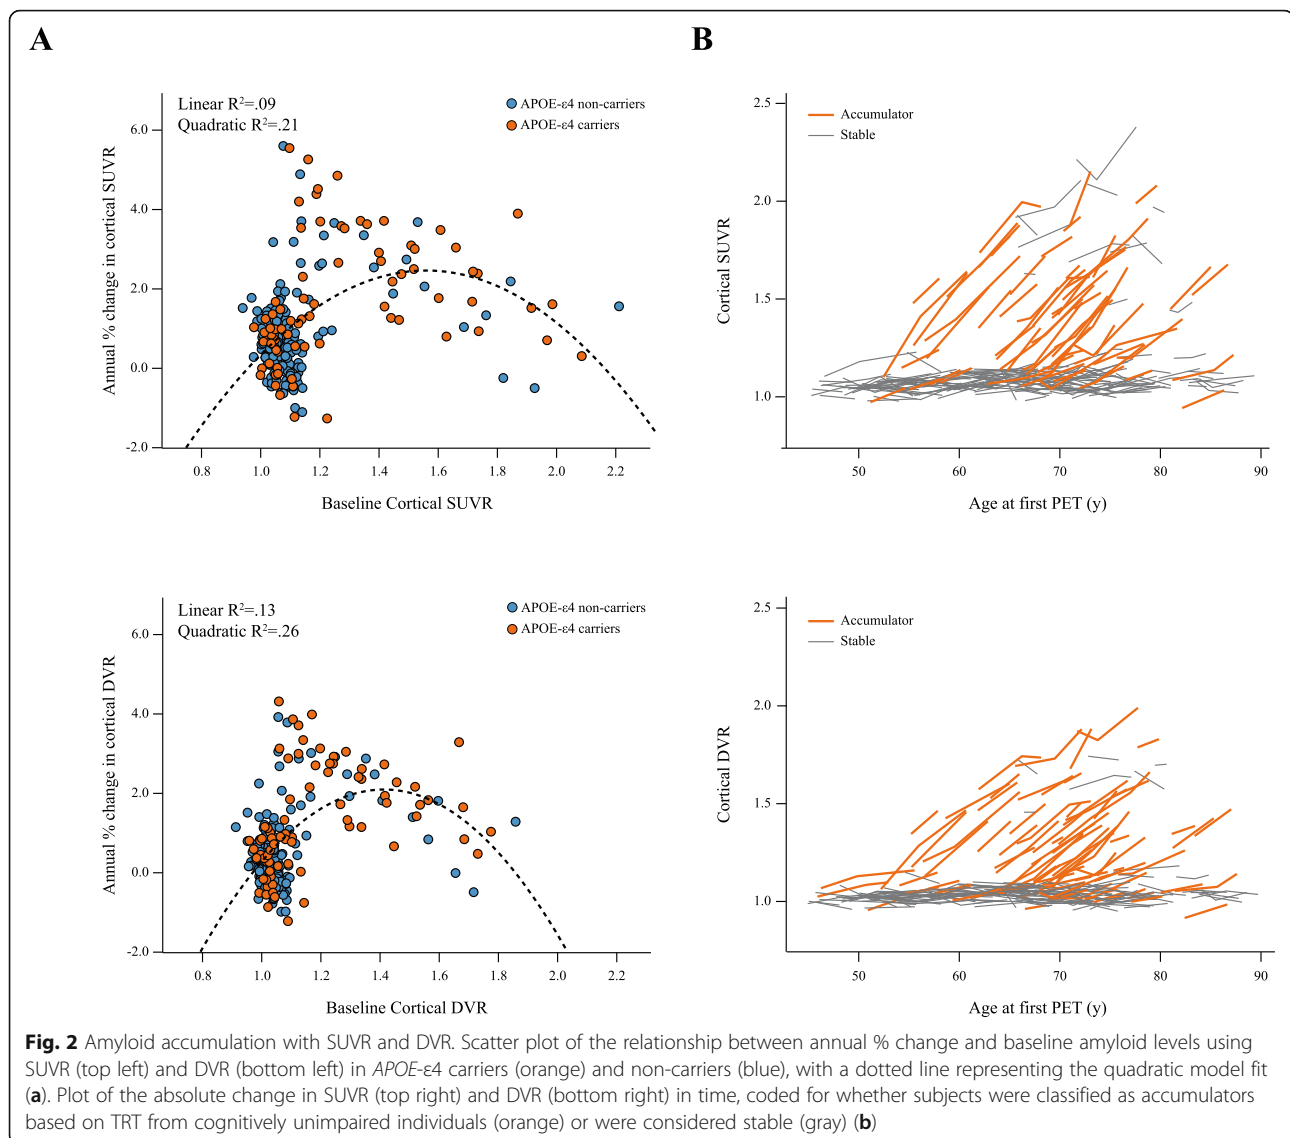 A
B
Linear R²=.09
Quadratic R²=.21
APOE-ε4 non-carriers
APOE-ε4 carriers
6.0
4.0
2.0
0.0
-2.0
Annual % change in cortical SUVR
0.8 1.0 1.2 1.4 1.6 1.8 2.0 2.2
Baseline Cortical SUVR
Accumulator
Stable
2.5
2.0
1.5
1.0
Cortical SUVR
50 60 70 80 90
Age at first PET (y)
Linear R²=.13
Quadratic R²=.26
APOE-ε4 non-carriers
APOE-ε4 carriers
6.0
4.0
2.0
0.0
-2.0
Annual % change in cortical DVR
0.8 1.0 1.2 1.4 1.6 1.8 2.0 2.2
Baseline Cortical DVR
Accumulator
Stable
2.5
2.0
1.5
1.0
Cortical DVR
50 60 70 80 90
Age at first PET (y)
Fig. 2 Amyloid accumulation with SUVR and DVR. Scatter plot of the relationship between annual % change and baseline amyloid levels using
SUVR (top left) and DVR (bottom left) in APOE-ε4 carriers (orange) and non-carriers (blue), with a dotted line representing the quadratic model fit
(a). Plot of the absolute change in SUVR (top right) and DVR (bottom right) in time, coded for whether subjects were classified as accumulators
based on TRT from cognitively unimpaired individuals (orange) or were considered stable (gray) (b)